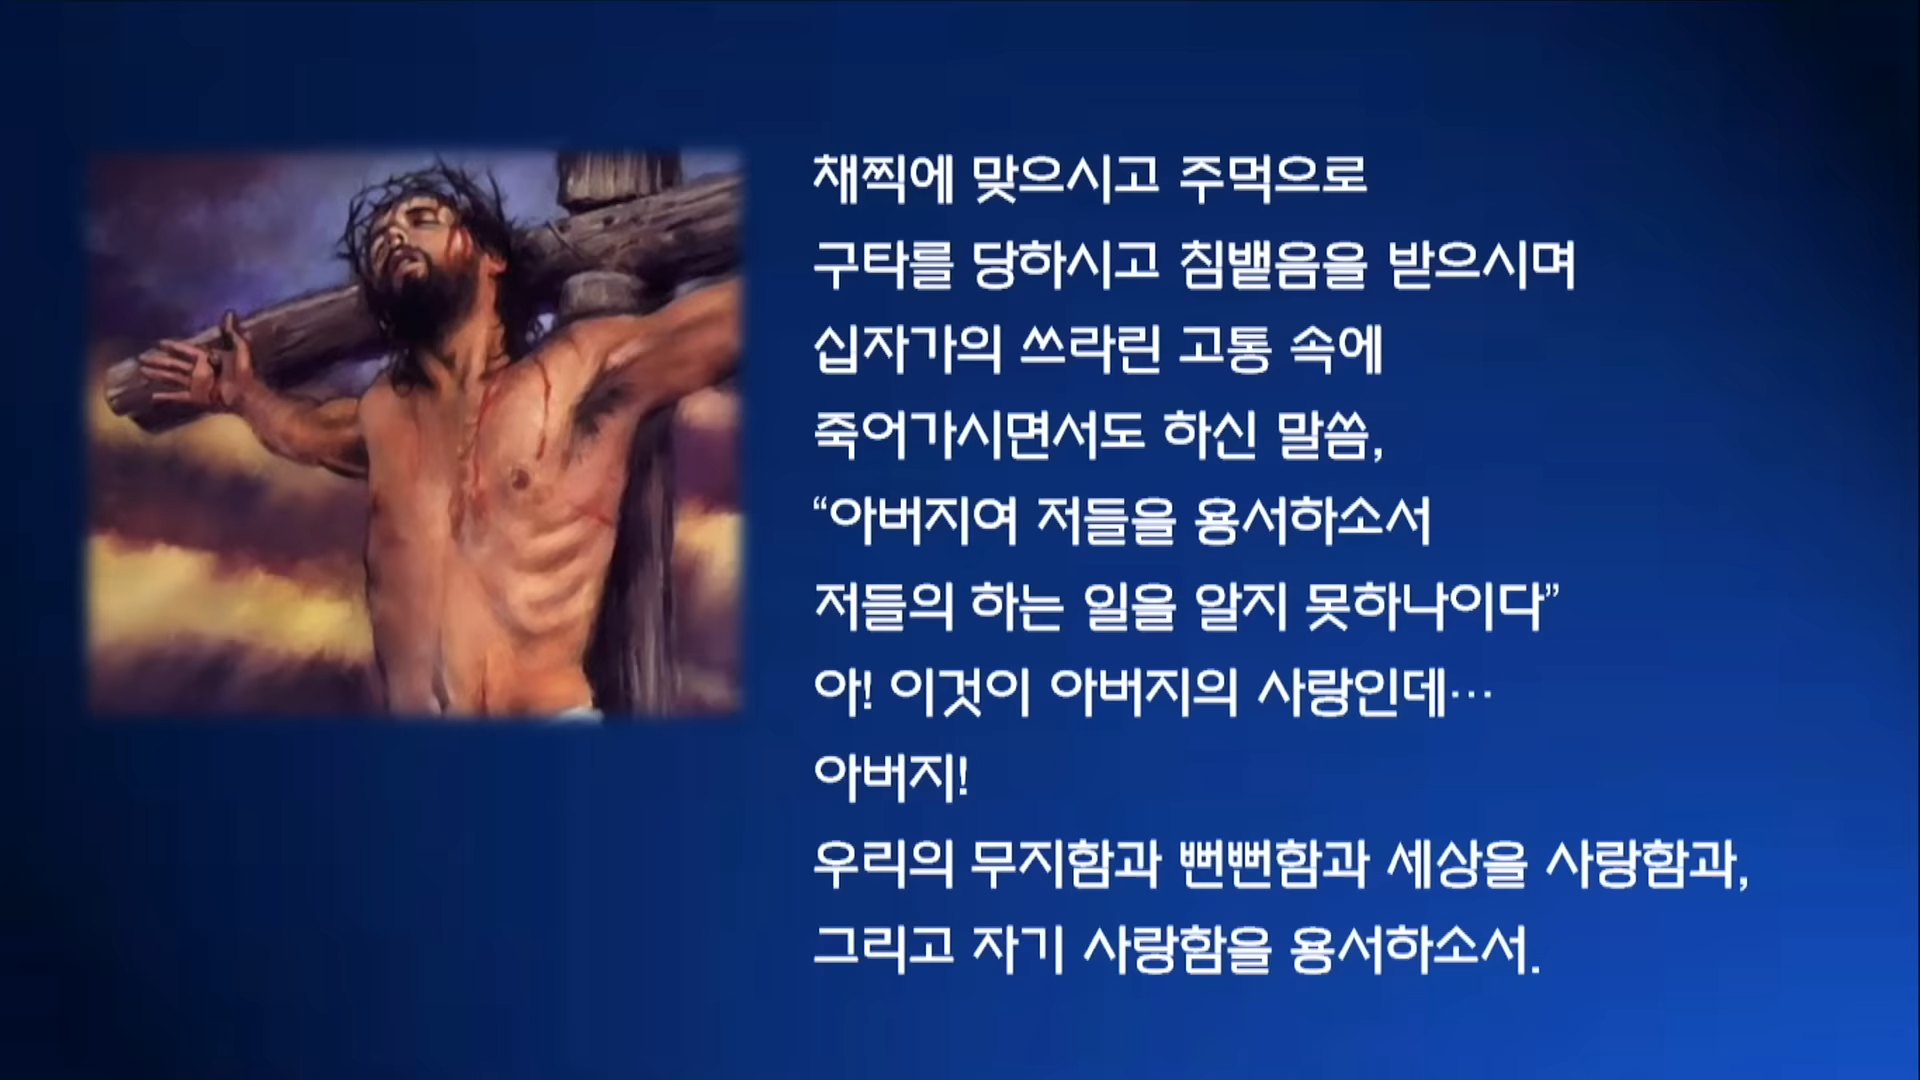 채찍에 맞으시고 주먹으로
구타를 당하시고 침뱉음을 받으시며
십자가의 쓰라린 고통 속에
죽어가시면서도 하신 말씀,
“아버지여 저들을 용서하소서
저들의 하는 일을 알지 못하나이다”
아! 이것이 아버지의 사랑인데…
아버지!
우리의 무지함과 뻔뻔함과 세상을 사랑함과,
그리고 자기 사랑함을 용서하소서.